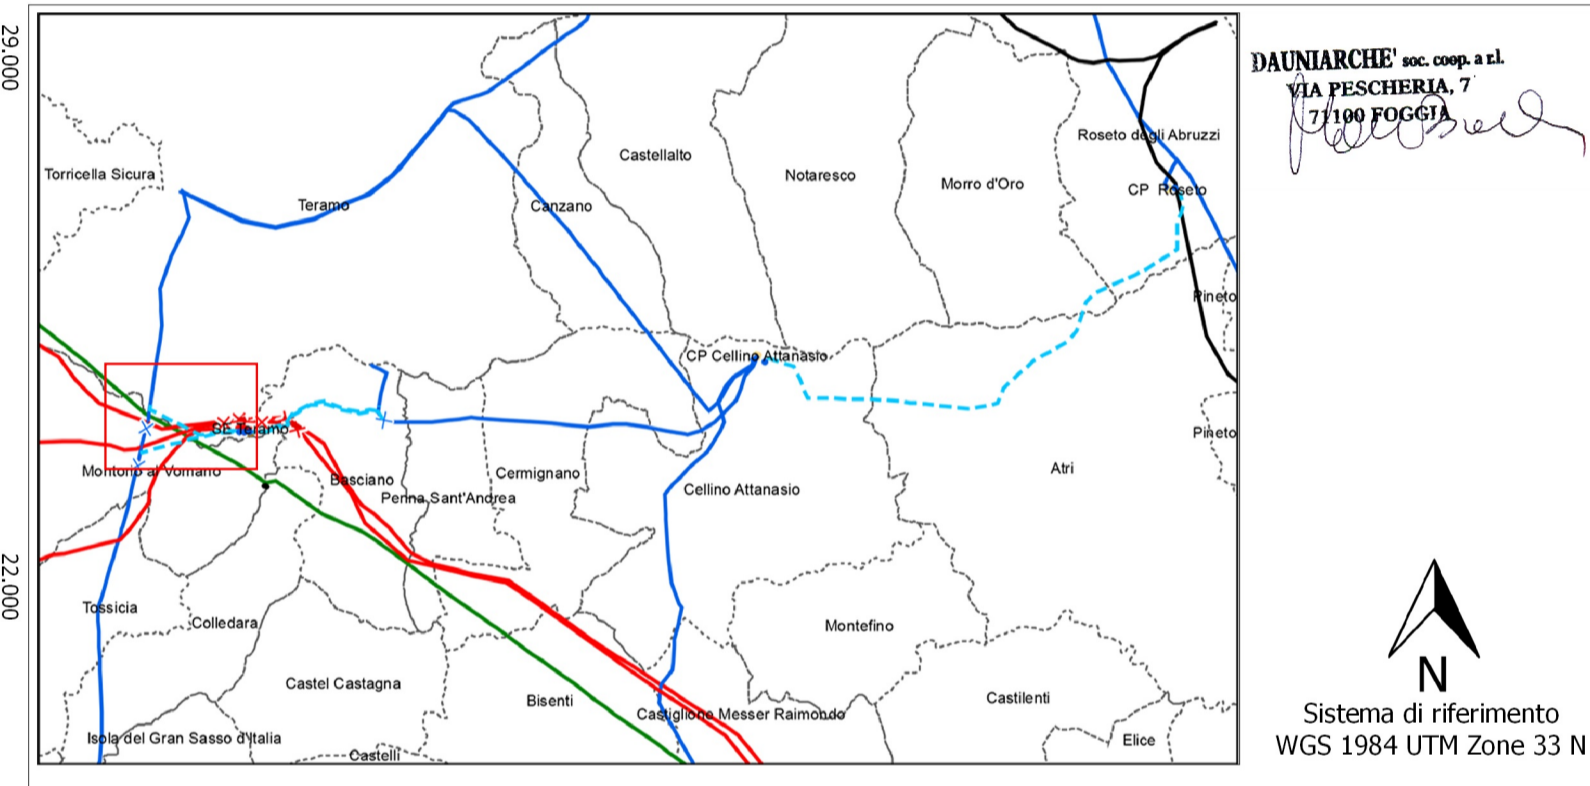 29.000
22.000
Torricella Sicura
Teramo
Canzano
Castellalto
Notaresco
Morro d'Oro
Roseto degli Abruzzi
CP Roseto
Pineto
CP Cellino Attanasio
SE Teramo
Montorio al Vomano
Basciano
Penna Sant'Andrea
Cermignano
Cellino Attanasio
Atri
Pineto
Tossicia
Colledara
Montefino
Castel Castagna
Bisenti
Castiglione Messer Raimondo
Castilenti
Isola del Gran Sasso d'Italia
Castelli
Elice
DAUNIARCHE' soc. coop. a r.l.
VIA PESCHERIA, 7
71100 FOGGIA
N
Sistema di riferimento
WGS 1984 UTM Zone 33 N